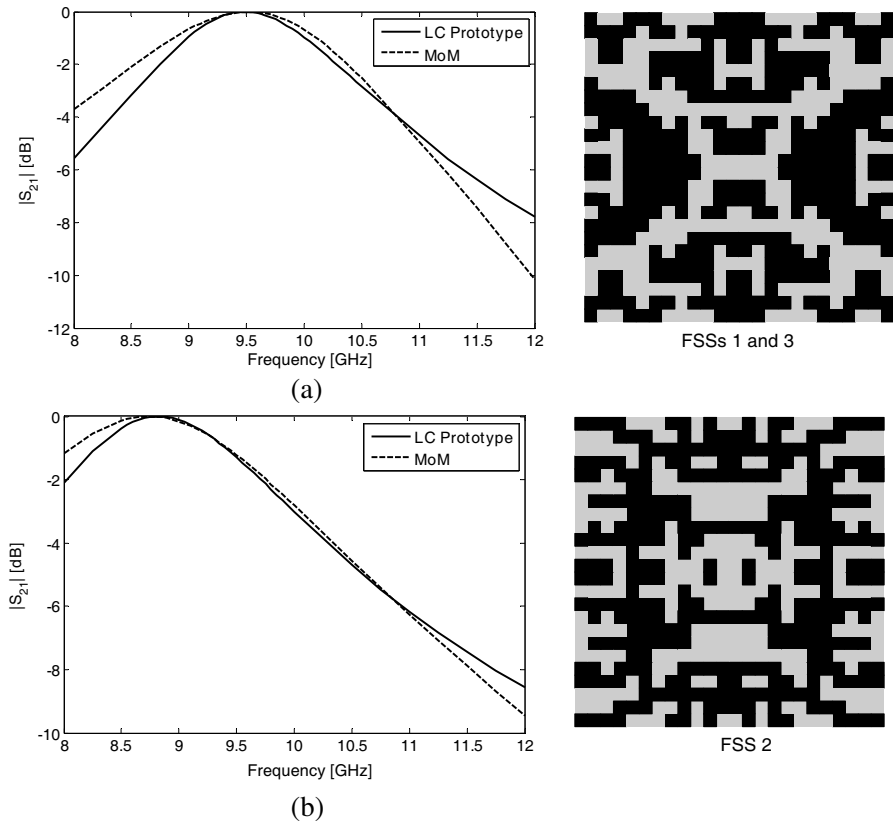 0
-2
-4
-6
-8
-10
-12
|S21| [dB]
LC Prototype
MoM
8 8.5 9 9.5 10 10.5 11 11.5 12
Frequency [GHz]
FSSs 1 and 3
(a)
0
-2
-4
-6
-8
-10
|S21| [dB]
LC Prototype
MoM
8 8.5 9 9.5 10 10.5 11 11.5 12
Frequency [GHz]
FSS 2
(b)